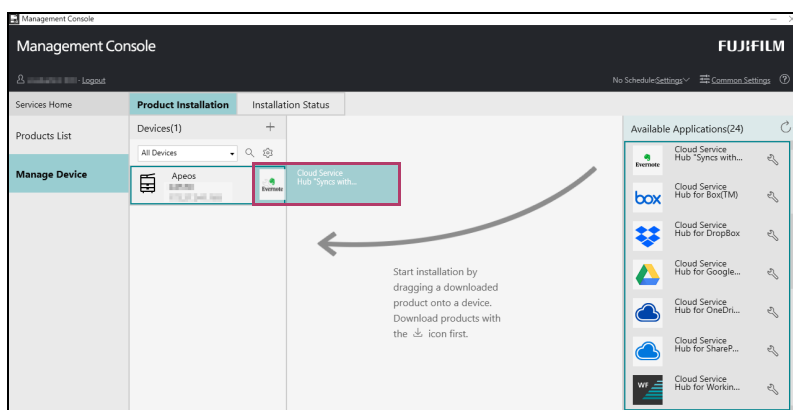 Management Console
Management Console
FUJIFILM
- Logout
No Schedule:Settings
Common Settings
Services Home
Product Installation
Installation Status
Products List
Manage Device
Devices(1)
All Devices
Apeos
Evernote
Cloud Service
Hub "Syncs with...
Start installation by
dragging a downloaded
product onto a device.
Download products with
the icon first.
Available Applications(24)
Evernote
Cloud Service
Hub "Syncs with...
box
Cloud Service
Hub for Box(TM)
Cloud Service
Hub for DropBox
Cloud Service
Hub for Google...
Cloud Service
Hub for OneDri...
Cloud Service
Hub for ShareP...
WF
Cloud Service
Hub for Workin...